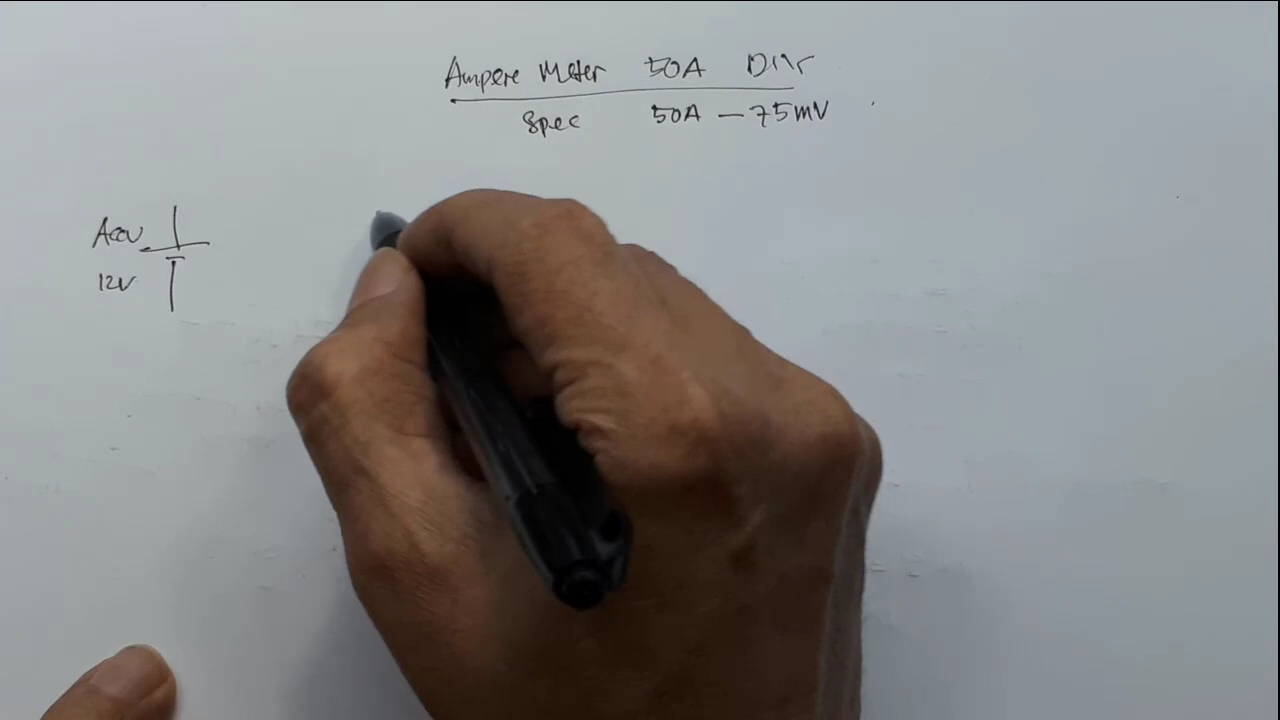 Ampere Meter 50A DIY
Spec 50A — 75mV
Accu
12V